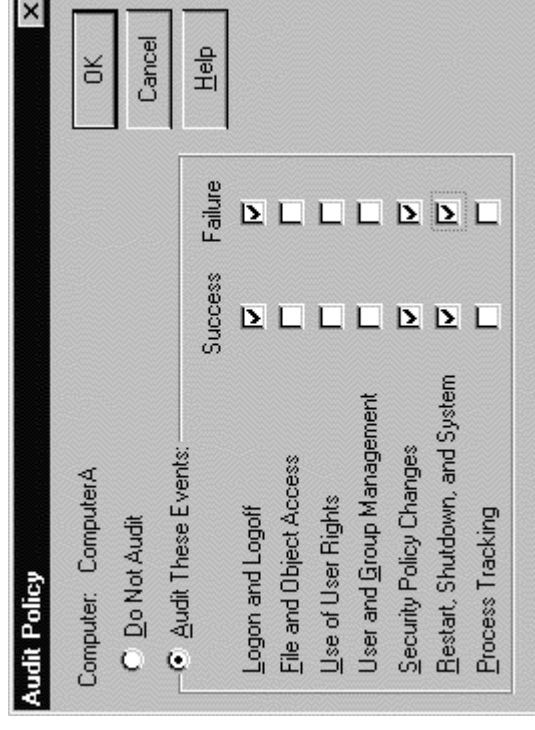 Audit Policy
Computer: ComputerA
Do Not Audit
Audit These Events:
Success Failure
Logon and Logoff
File and Object Access
Use of User Rights
User and Group Management
Security Policy Changes
Restart, Shutdown, and System
Process Tracking
OK
Cancel
Help